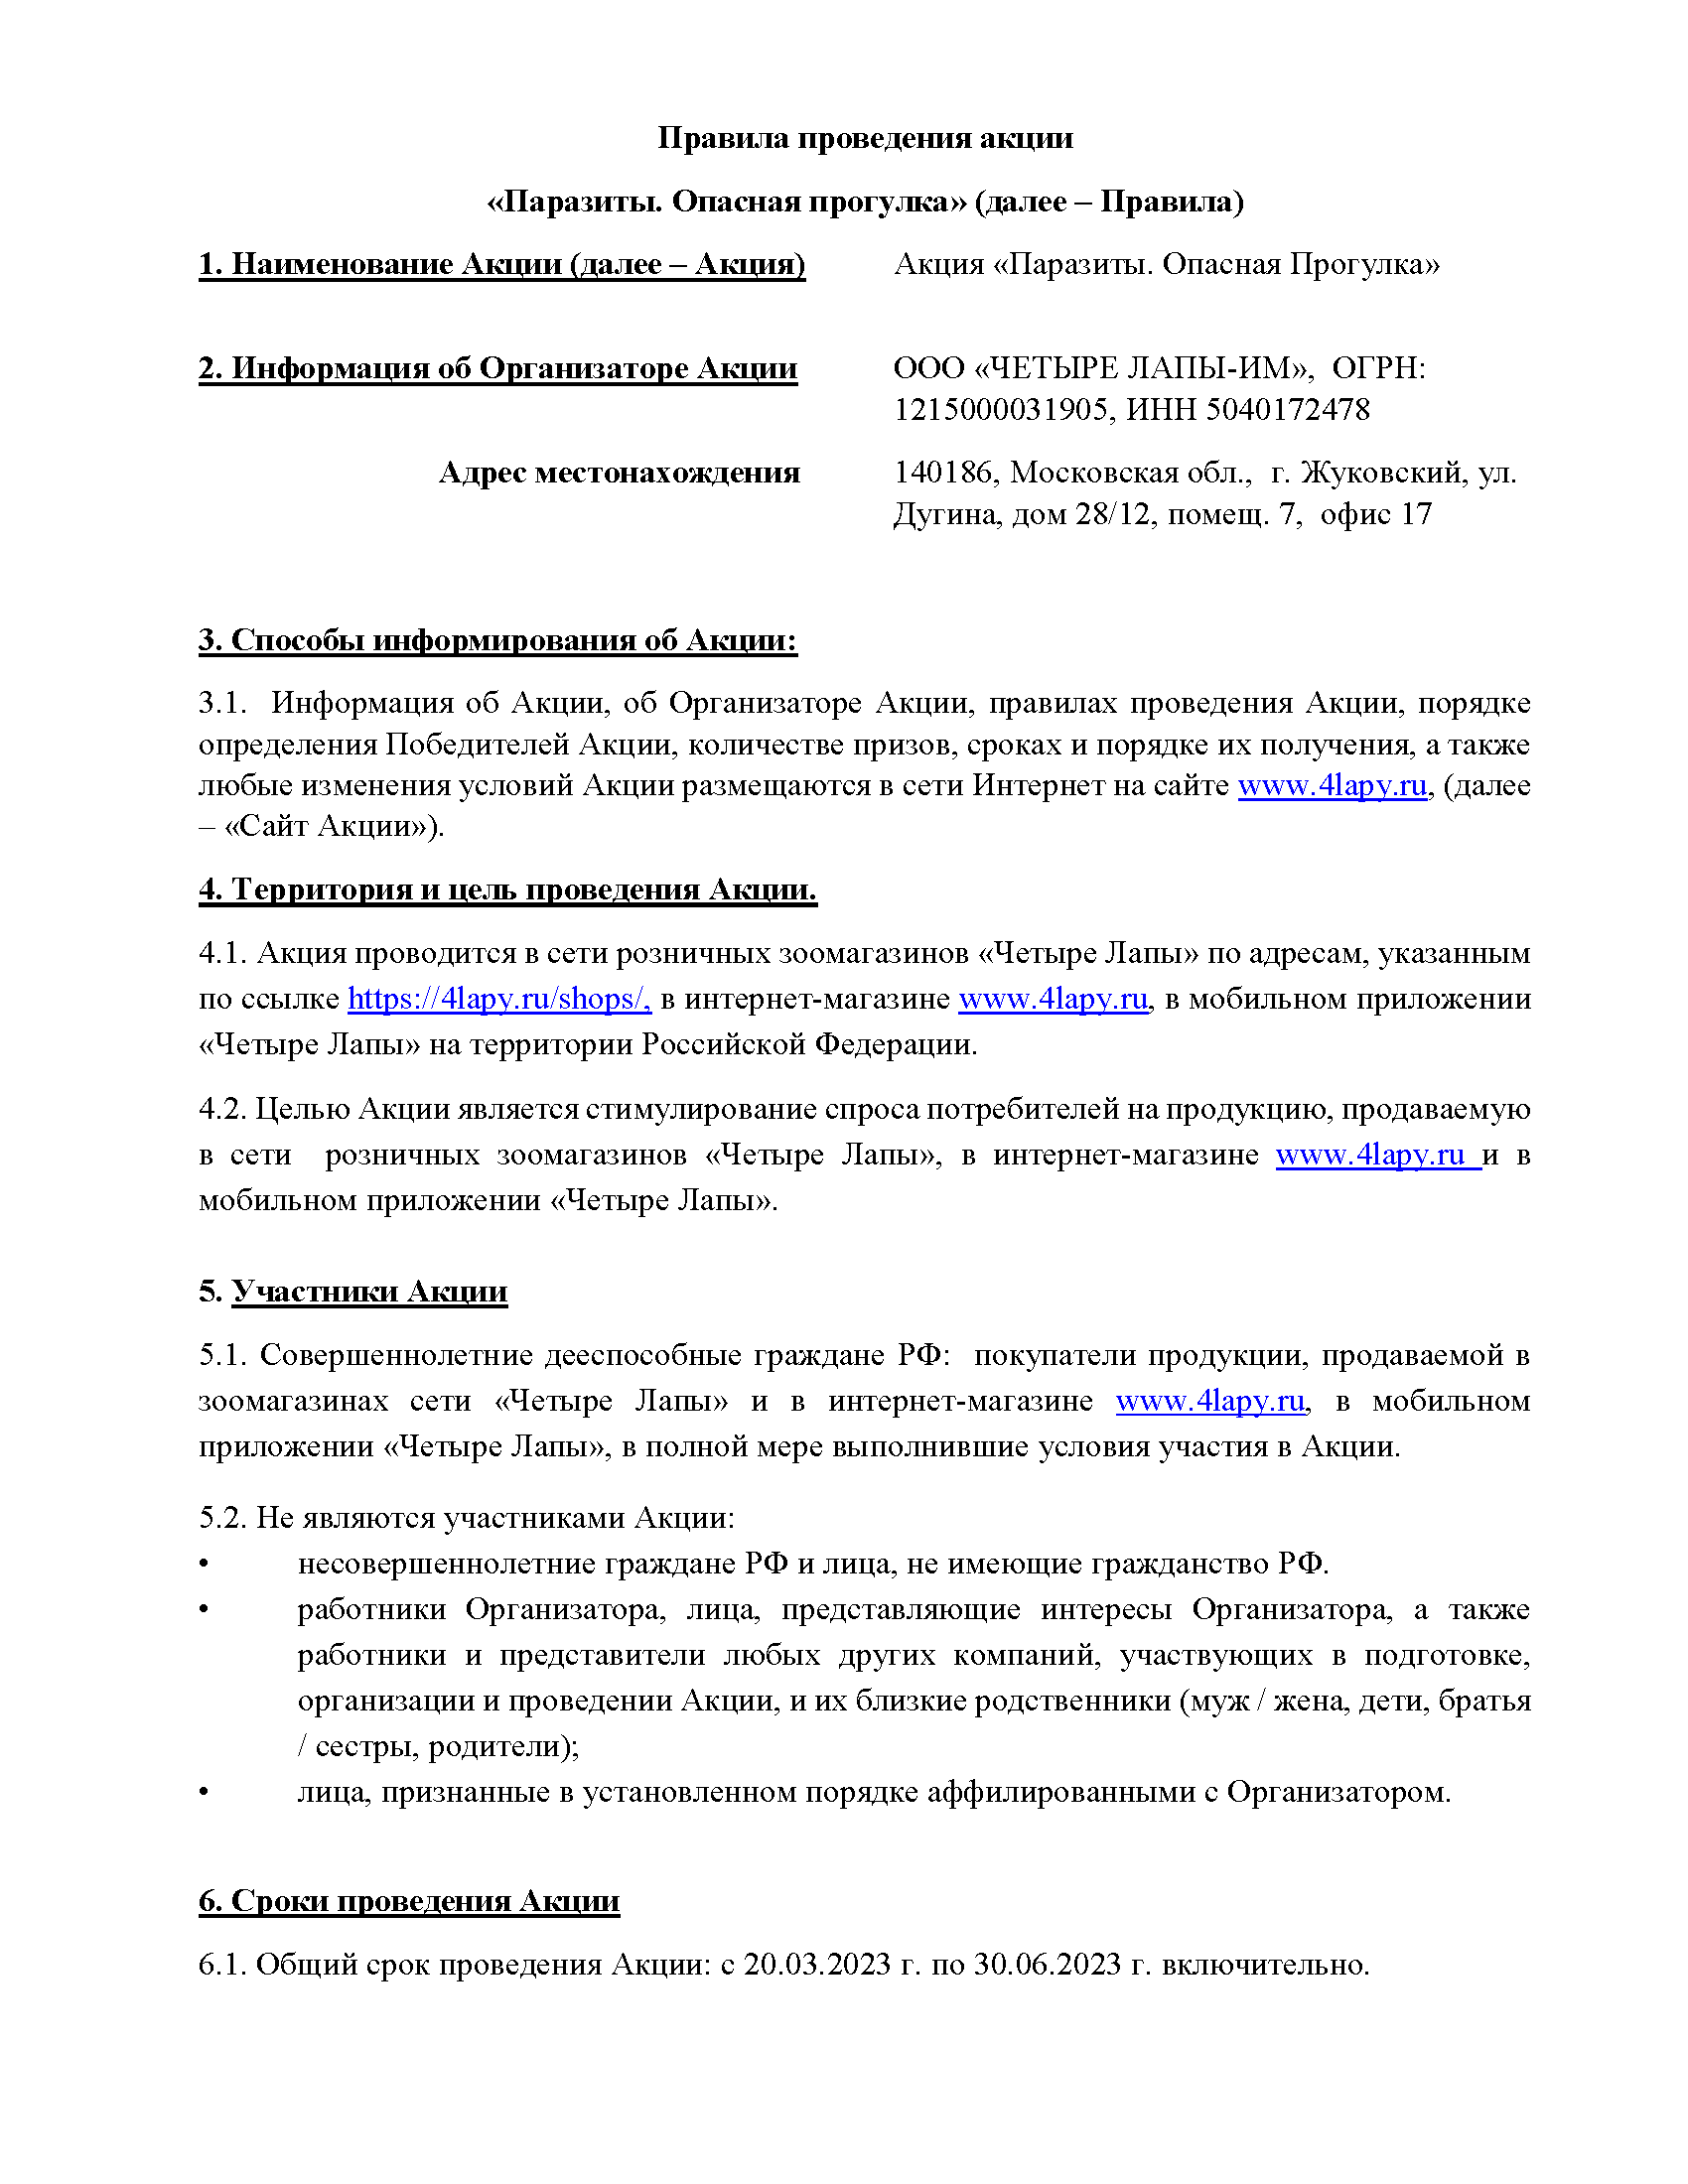 Правила проведения акции
«Паразиты. Опасная прогулка» (далее – Правила)
1. Наименование Акции (далее – Акция)
Акция «Паразиты. Опасная Прогулка»
2. Информация об Организаторе Акции
ООО «ЧЕТЫРЕ ЛАПЫ-ИМ», ОГРН:
1215000031905, ИНН 5040172478
Адрес местонахождения
140186, Московская обл., г. Жуковский, ул.
Дугина, дом 28/12, помещ. 7, офис 17
3. Способы информирования об Акции:
3.1. Информация об Акции, об Организаторе Акции, правилах проведения Акции, порядке
определения Победителей Акции, количестве призов, сроках и порядке их получения, а также
любые изменения условий Акции размещаются в сети Интернет на сайте www.4lapy.ru, (далее
– «Сайт Акции»).
4. Территория и цель проведения Акции.
4.1. Акция проводится в сети розничных зоомагазинов «Четыре Лапы» по адресам, указанным
по ссылке https://4lapy.ru/shops/, в интернет-магазине www.4lapy.ru, в мобильном приложении
«Четыре Лапы» на территории Российской Федерации.
4.2. Целью Акции является стимулирование спроса потребителей на продукцию, продаваемую
в сети розничных зоомагазинов «Четыре Лапы», в интернет-магазине www.4lapy.ru и в
мобильном приложении «Четыре Лапы».
5. Участники Акции
5.1. Совершеннолетние дееспособные граждане РФ: покупатели продукции, продаваемой в
зоомагазинах сети «Четыре Лапы» и в интернет-магазине www.4lapy.ru, в мобильном
приложении «Четыре Лапы», в полной мере выполнившие условия участия в Акции.
5.2. Не являются участниками Акции:
• несовершеннолетние граждане РФ и лица, не имеющие гражданство РФ.
• работники Организатора, лица, представляющие интересы Организатора, а также
работники и представители любых других компаний, участвующих в подготовке,
организации и проведении Акции, и их близкие родственники (муж / жена, дети, братья
/ сестры, родители);
• лица, признанные в установленном порядке аффилированными с Организатором.
6. Сроки проведения Акции
6.1. Общий срок проведения Акции: с 20.03.2023 г. по 30.06.2023 г. включительно.